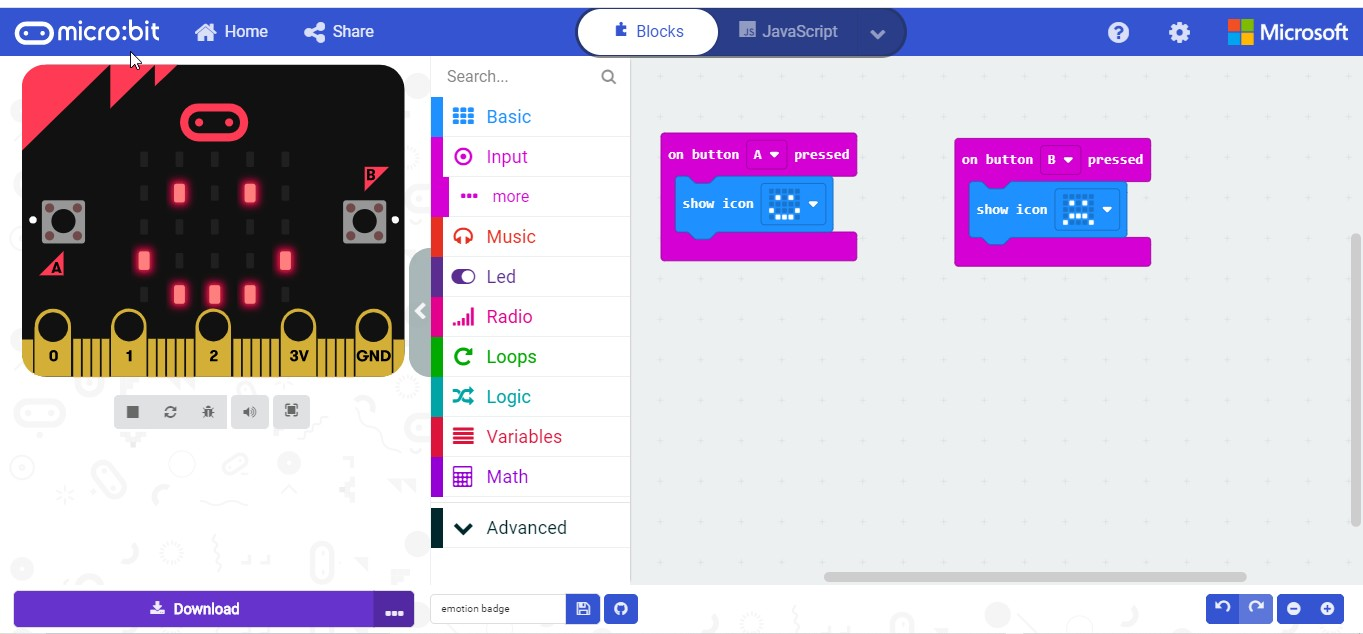 micro:bit
Home
Share
Blocks
JS JavaScript
?
Microsoft
B
A
0 1 2 3V GND
Download
...
Search...
Basic
Input
more
Music
Led
Radio
Loops
Logic
Variables
Math
Advanced
emotion badge
on button A pressed
show icon
on button B pressed
show icon